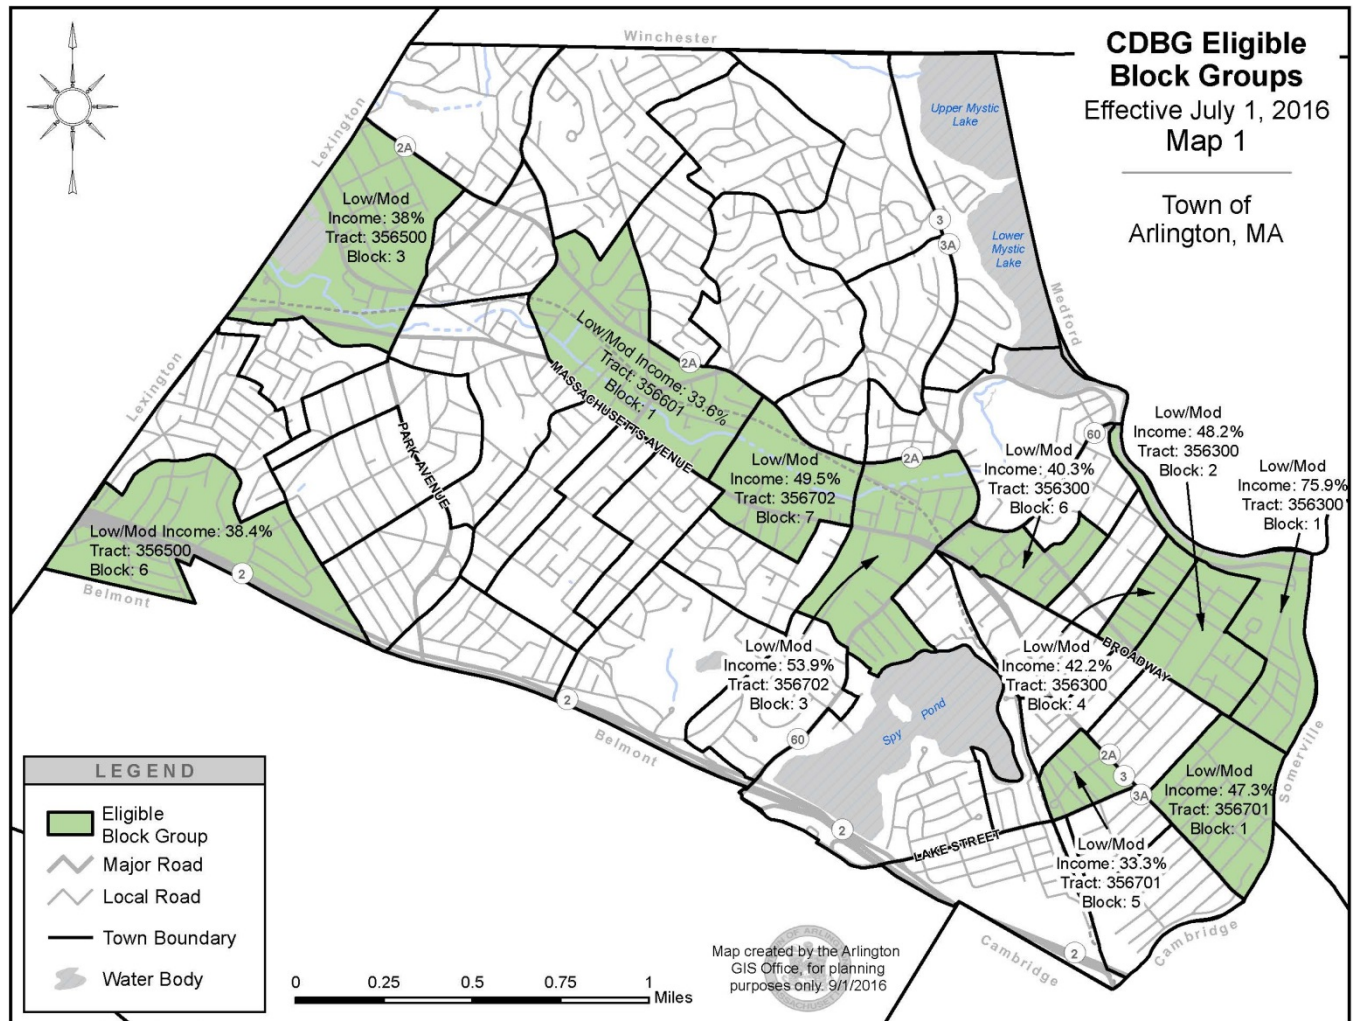 CDBG Eligible
Block Groups
Effective July 1, 2016
Map 1
Town of
Arlington, MA
Winchester
Lexington
Lexington
Medford
Somerville
Cambridge
Cambridge
Belmont
Belmont
Upper Mystic
Lake
Lower
Mystic
Lake
Spy Pond
2A
3
3A
2A
2A
60
2
2
60
2A
3
3A
2
2
MASSACHUSETTS AVENUE
PARK AVENUE
BROADWAY
LAKE STREET
Low/Mod
Income: 38%
Tract: 356500
Block: 3
Low/Mod Income: 33.6%
Tract: 356601
Block: 1
Low/Mod
Income: 49.5%
Tract: 356702
Block: 7
Low/Mod
Income: 40.3%
Tract: 356300
Block: 6
Low/Mod
Income: 48.2%
Tract: 356300
Block: 2
Low/Mod
Income: 75.9%
Tract: 356300
Block: 1
Low/Mod Income: 38.4%
Tract: 356500
Block: 6
Low/Mod
Income: 53.9%
Tract: 356702
Block: 3
Low/Mod
Income: 42.2%
Tract: 356300
Block: 4
Low/Mod
Income: 47.3%
Tract: 356701
Block: 1
Low/Mod
Income: 33.3%
Tract: 356701
Block: 5
LEGEND
Eligible
Block Group
Major Road
Local Road
Town Boundary
Water Body
0 0.25 0.5 0.75 1
Miles
Map created by the Arlington
GIS Office, for planning
purposes only. 9/1/2016